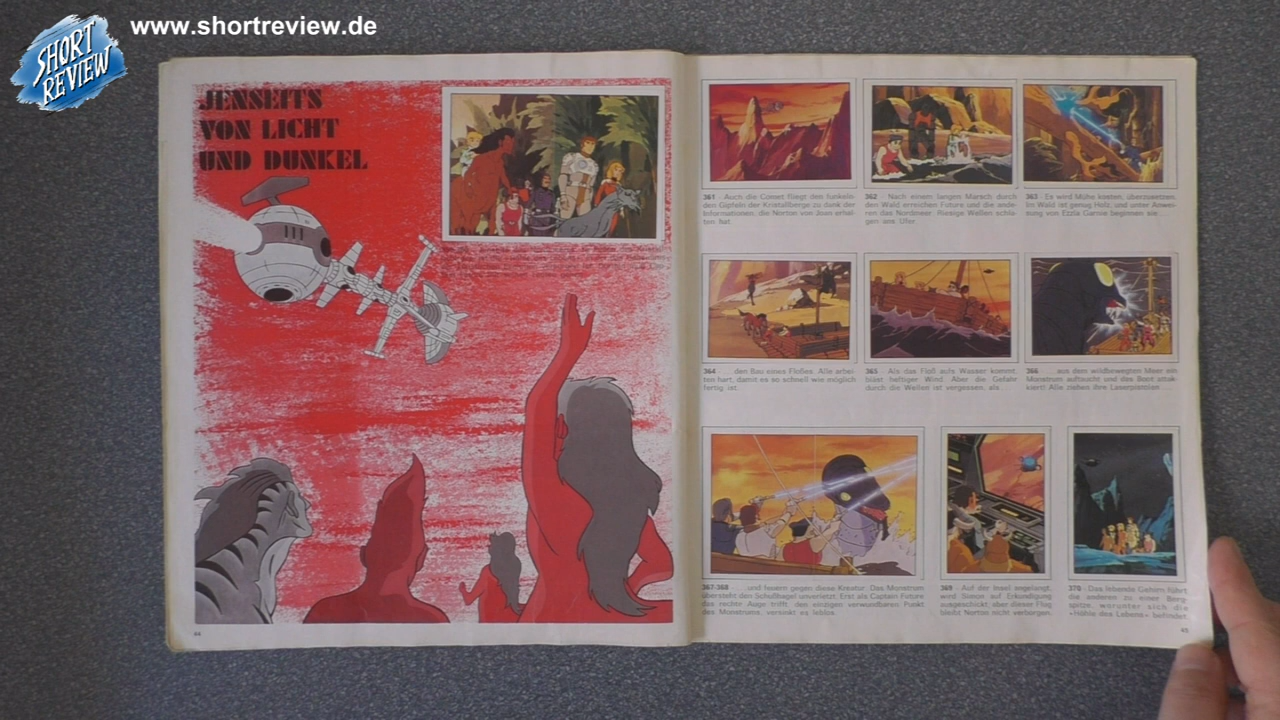 SHORT
REVIEW
www.shortreview.de
JENSEITS
VON LICHT
UND DUNKEL
361 - Auch die Comet fliegt den funkeln-
den Gipfeln der Kristallberge zu dank der
Informationen, die Norton von Joan erhal-
ten hat.
362 - Nach einem langen Marsch durch
den Wald erreichen Future und die ande-
ren das Nordmeer. Riesige Wellen schla-
gen ans Ufer.
363 - Es wird Mühe kosten, überzusetzen.
Im Wald ist genug Holz, und unter Anwei-
sung von Ezzla Garnie beginnen sie ...
364 ... den Bau eines Floßes. Alle arbei-
ten hart, damit es so schnell wie möglich
fertig ist.
365 - Als das Floß aufs Wasser kommt,
bläst heftiger Wind. Aber die Gefahr
durch die Wellen ist vergessen, als ...
366 ... aus dem wildbewegten Meer ein
Monstrum auftaucht und das Boot attak-
kiert! Alle ziehen ihre Laserpistolen ...
367-368 ... und feuern gegen diese Kreatur. Das Monstrum
übersteht den Schußhagel unverletzt. Erst als Captain Future
das rechte Auge trifft, den einzigen verwundbaren Punkt
des Monstrums, versinkt es leblos.
369 - Auf der Insel angelangt,
wird Simon auf Erkundigung
ausgeschickt, aber dieser Flug
bleibt Norton nicht verborgen.
370 - Das lebende Gehirn führt
die anderen zu einer Berg-
spitze, worunter sich die
»Höhle des Lebens« befindet.
44
45